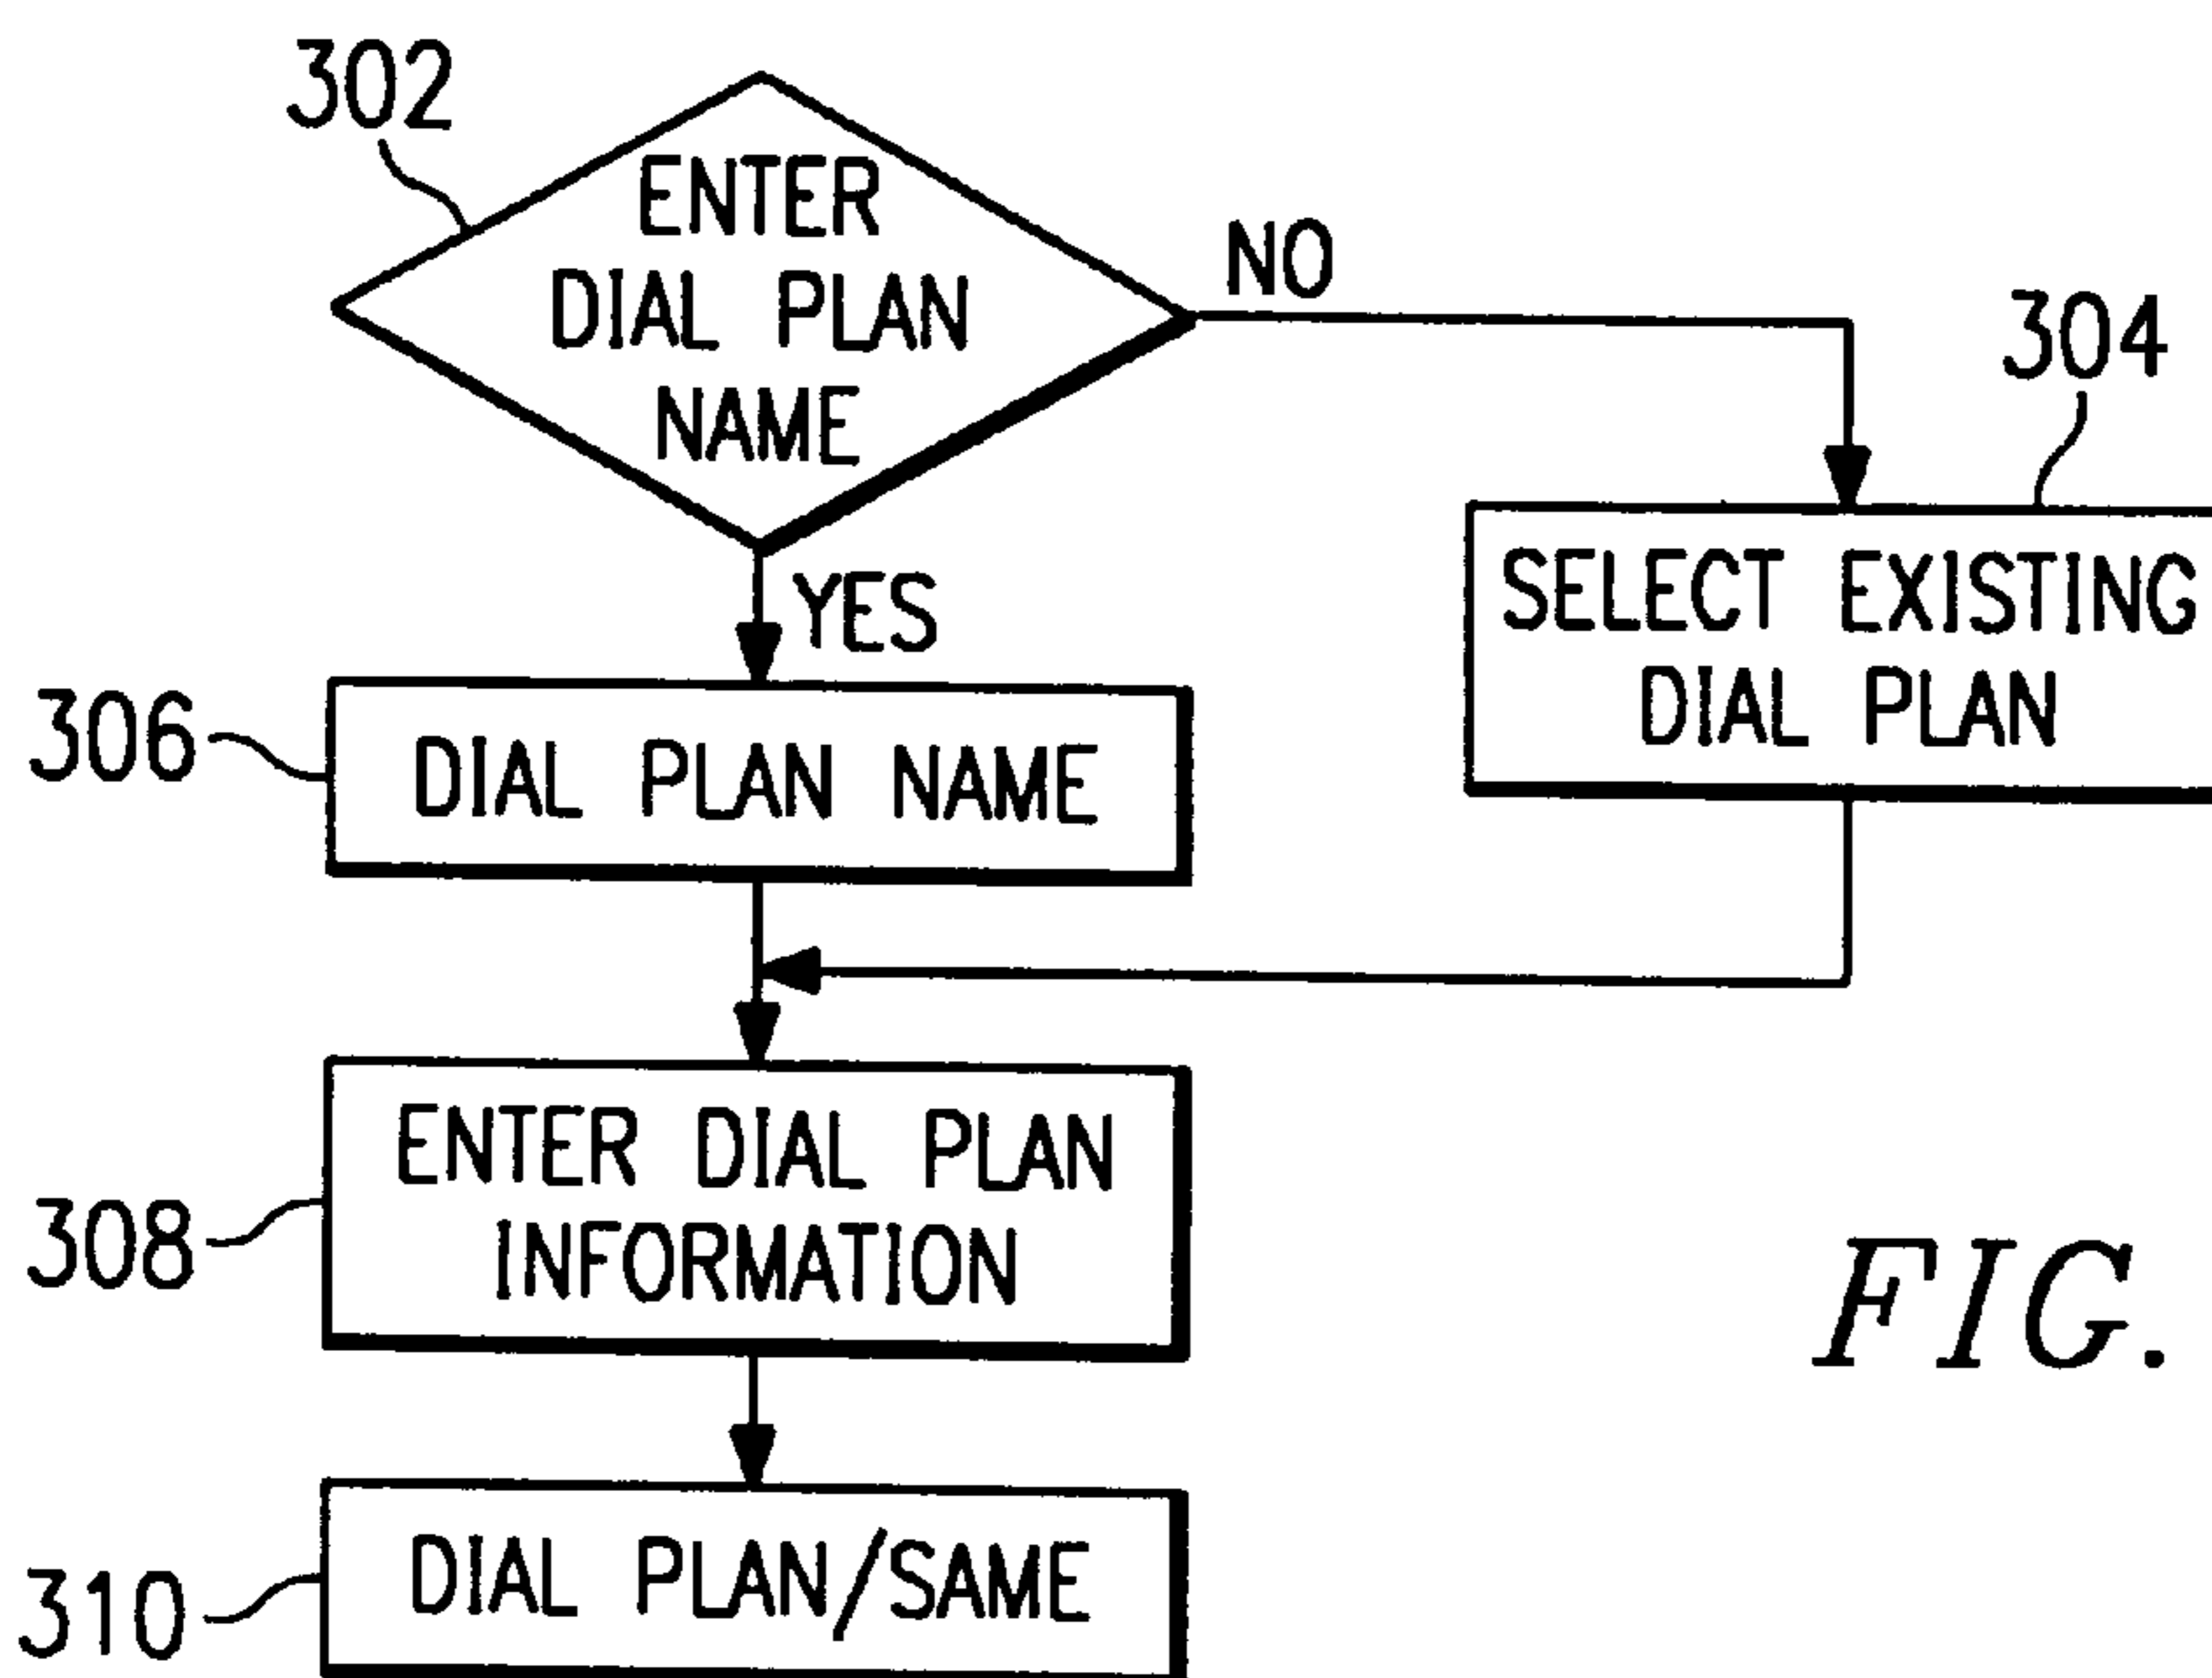 302
ENTER
DIAL PLAN
NAME
NO
304
YES
SELECT EXISTING
DIAL PLAN
306
DIAL PLAN NAME
308
ENTER DIAL PLAN
INFORMATION
FIG.
310
DIAL PLAN/SAME